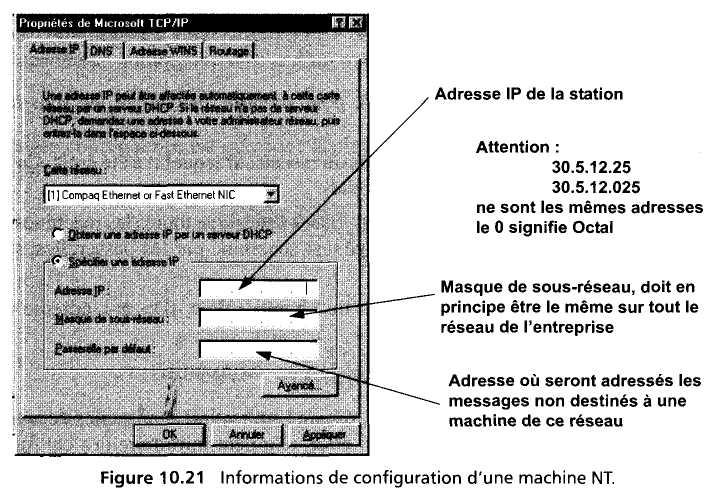 Propriétés de Microsoft TCP/IP
Adresse IP DNS Adresse WINS Routage
Une adresse IP peut être affectée automatiquement à cette carte
réseau par un serveur DHCP. Si le réseau n'a pas de serveur
DHCP, demandez une adresse à votre administrateur réseau, puis
entrez-la dans l'espace ci-dessous.
Carte réseau :
[1] Compaq Ethernet or Fast Ethernet NIC
Obtenir une adresse IP par un serveur DHCP
Spécifier une adresse IP
Adresse IP :
Masque de sous-réseau :
Passerelle par défaut :
Avancé...
OK Annuler Appliquer
Adresse IP de la station
Attention :
30.5.12.25
30.5.12.025
ne sont les mêmes adresses
le 0 signifie Octal
Masque de sous-réseau, doit en
principe être le même sur tout le
réseau de l'entreprise
Adresse où seront adressés les
messages non destinés à une
machine de ce réseau
Figure 10.21 Informations de configuration d'une machine NT.